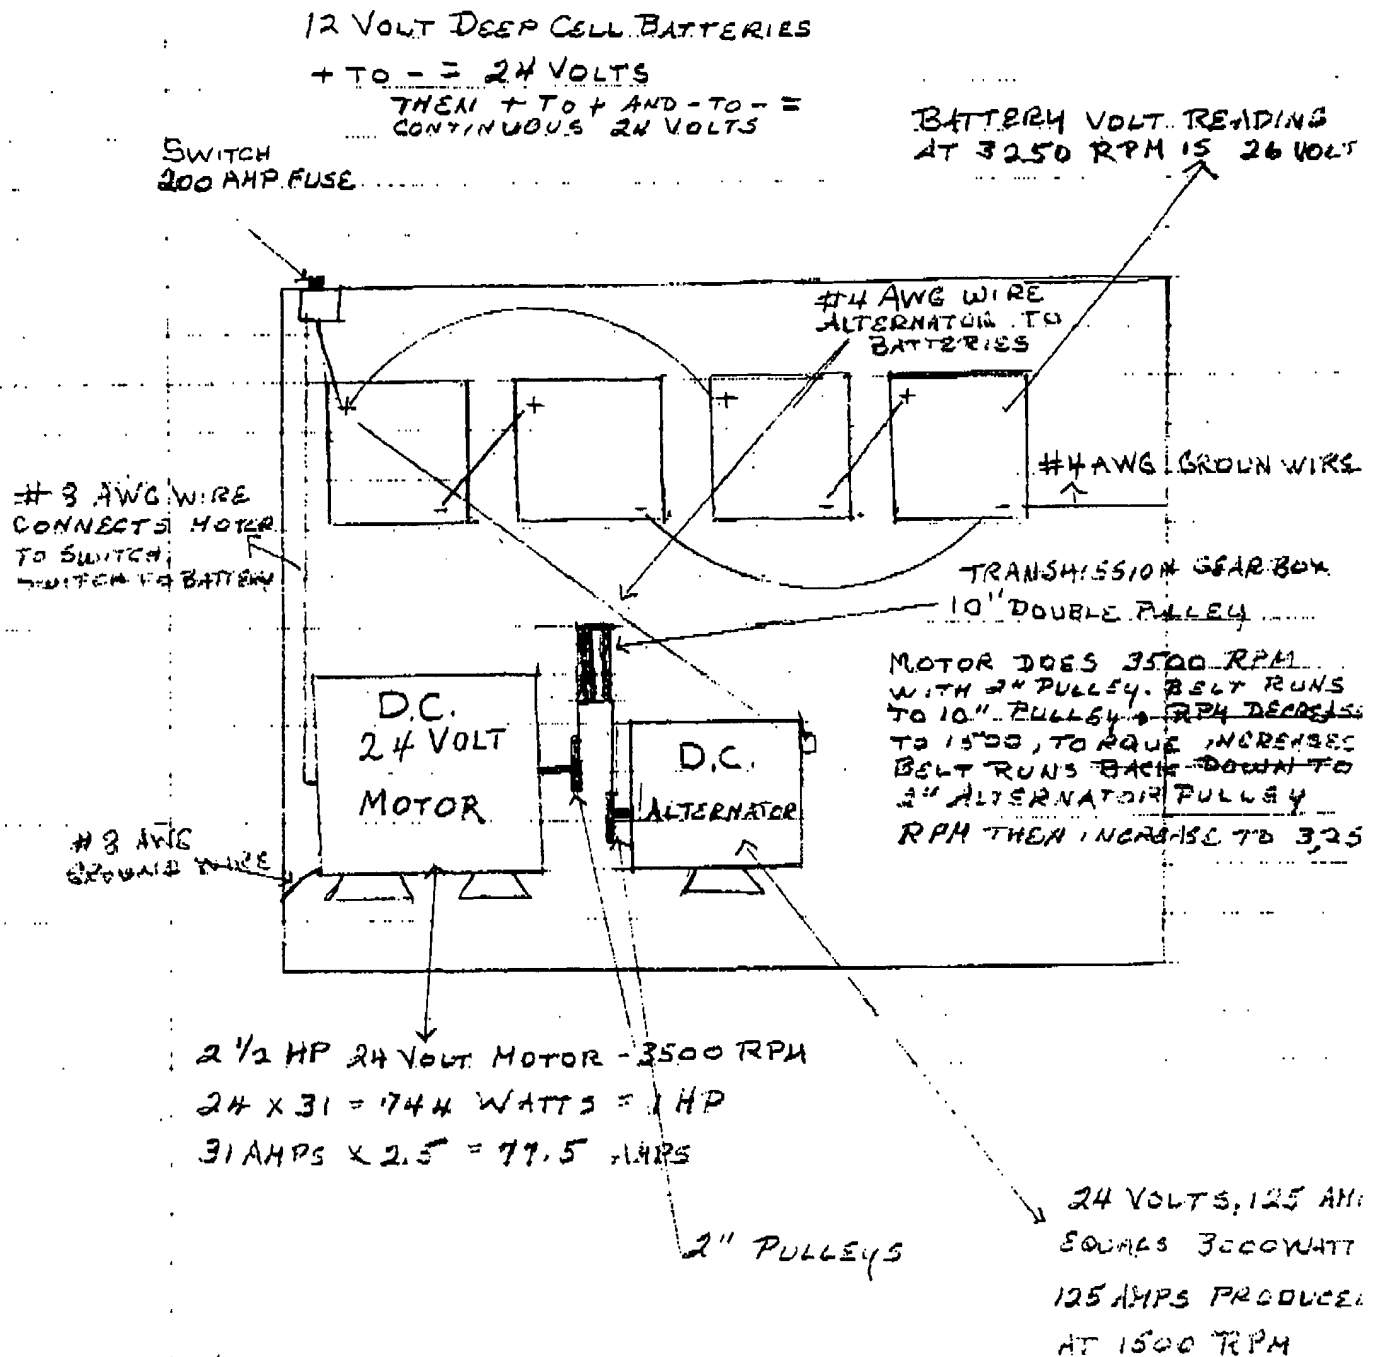 12 VOLT DEEP CELL BATTERIES
+ TO - = 24 VOLTS
THEN + TO + AND - TO - =
CONTINUOUS 24 VOLTS
SWITCH
200 AMP FUSE
BATTERY VOLT READING
AT 3250 RPM IS 26 VOLT
#4 AWG WIRE
ALTERNATOR TO
BATTERIES
+
+
+
+
-
-
-
-
#4 AWG GROUN WIRE
#8 AWG WIRE
CONNECTS MOTER
TO SWITCH,
SWITCH TO BATTERY
TRANSMISSION GEAR BOX
10" DOUBLE PULLEY
MOTOR DOES 3500 RPM
WITH 2" PULLEY. BELT RUNS
TO 10" PULLEY RPM DECREAS
TO 1500, TORQUE INCREASES
BELT RUNS BACK DOWN TO
2" ALTERNATOR PULLEY
RPM THEN INCREASE TO 3,25
D.C.
24 VOLT
MOTOR
D.C.
ALTERNATOR
#8 AWG
GROUND WIRE
2 1/2 HP 24 VOLT MOTOR - 3500 RPM
24 X 31 = 744 WATTS = 1 HP
31 AMPS X 2.5 = 77.5 AMPS
2" PULLEYS
24 VOLTS, 125 AM
EQUALS 3000 WATT
125 AMPS PRODUCE
AT 1500 RPM